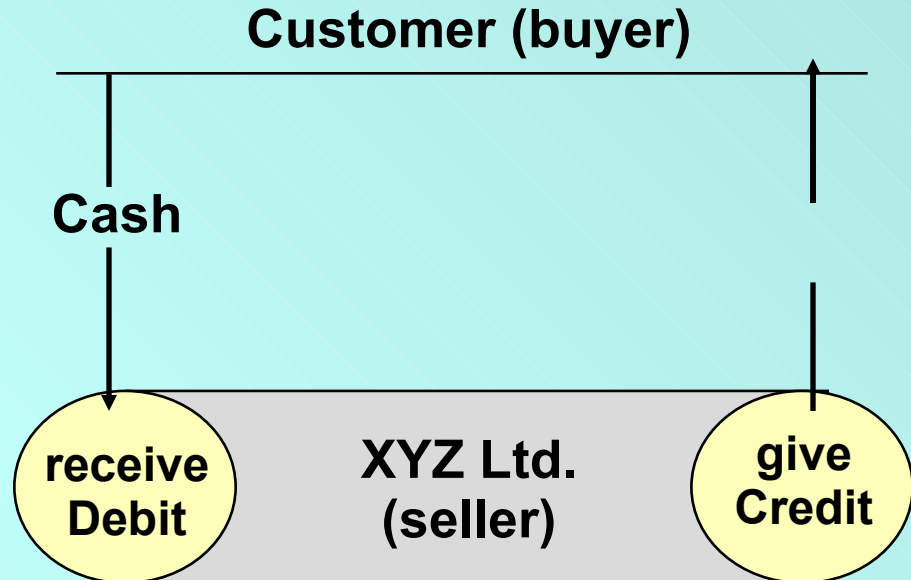 Customer (buyer)
Cash
receive
Debit
XYZ Ltd.
(seller)
give
Credit